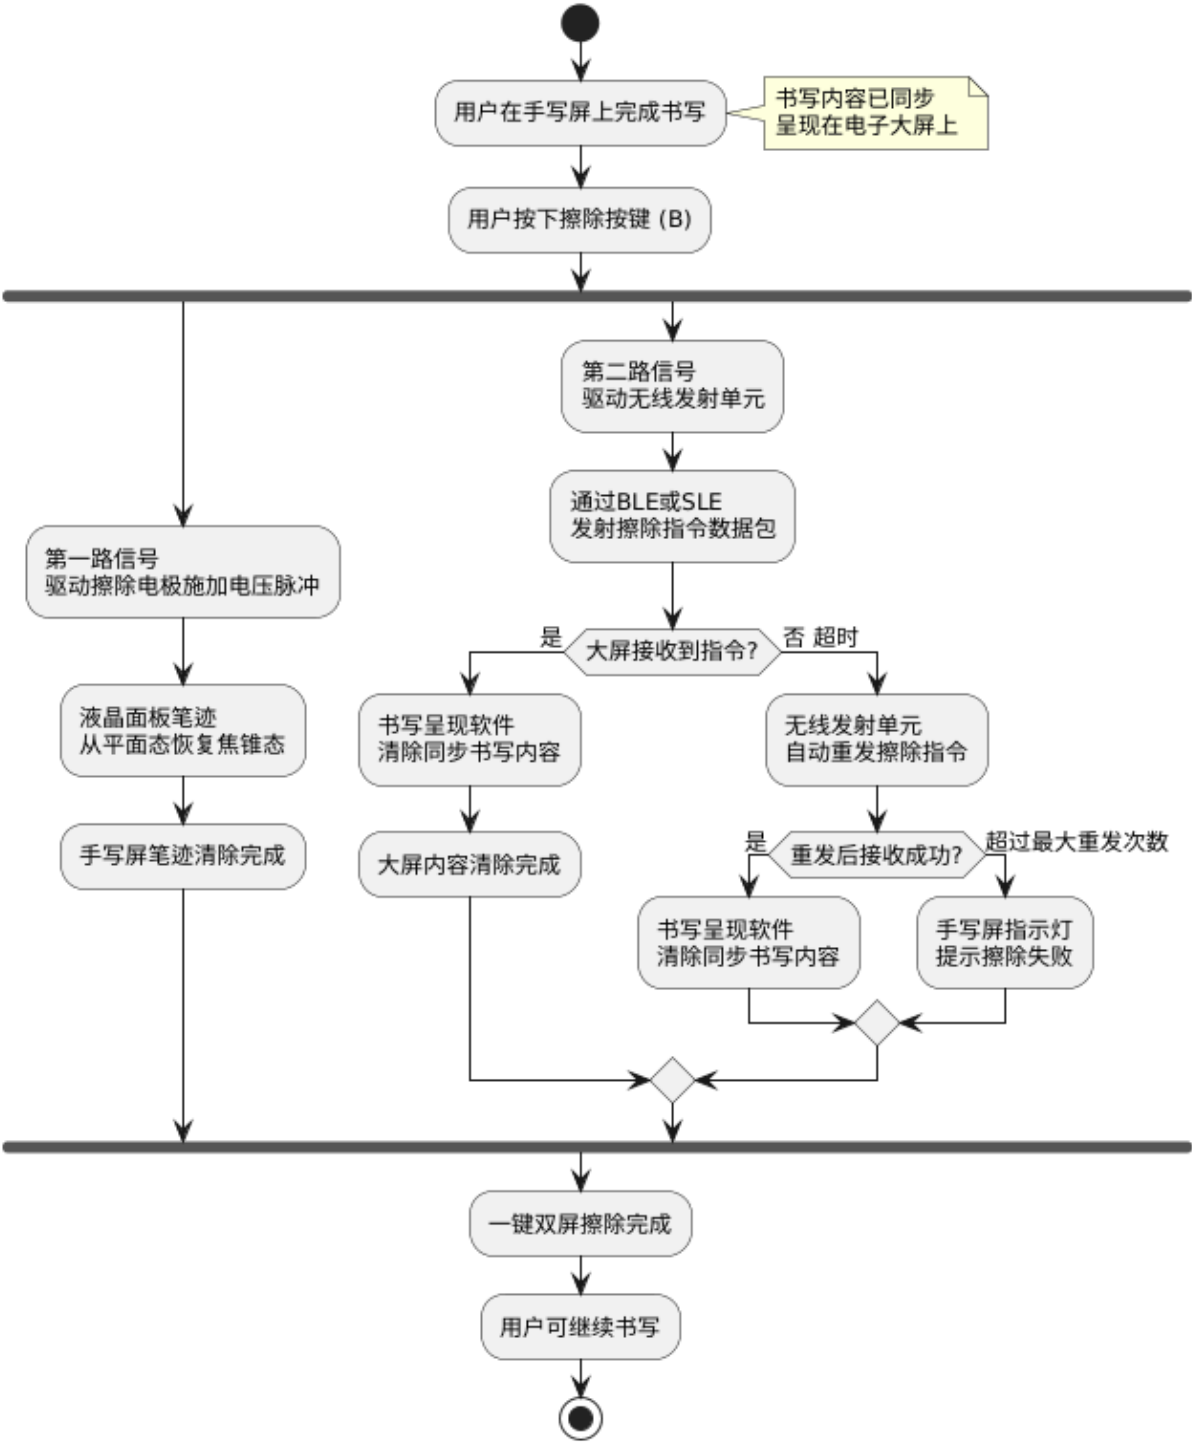 用户在手写屏上完成书写
书写内容已同步
呈现在电子大屏上
用户按下擦除按键 (B)
第二路信号
驱动无线发射单元
通过BLE或SLE
发射擦除指令数据包
第一路信号
驱动擦除电极施加电压脉冲
是
大屏接收到指令?
否 超时
液晶面板笔迹
从平面态恢复焦锥态
书写呈现软件
清除同步书写内容
无线发射单元
自动重发擦除指令
手写屏笔迹清除完成
大屏内容清除完成
是
重发后接收成功?
超过最大重发次数
书写呈现软件
清除同步书写内容
手写屏指示灯
提示擦除失败
一键双屏擦除完成
用户可继续书写